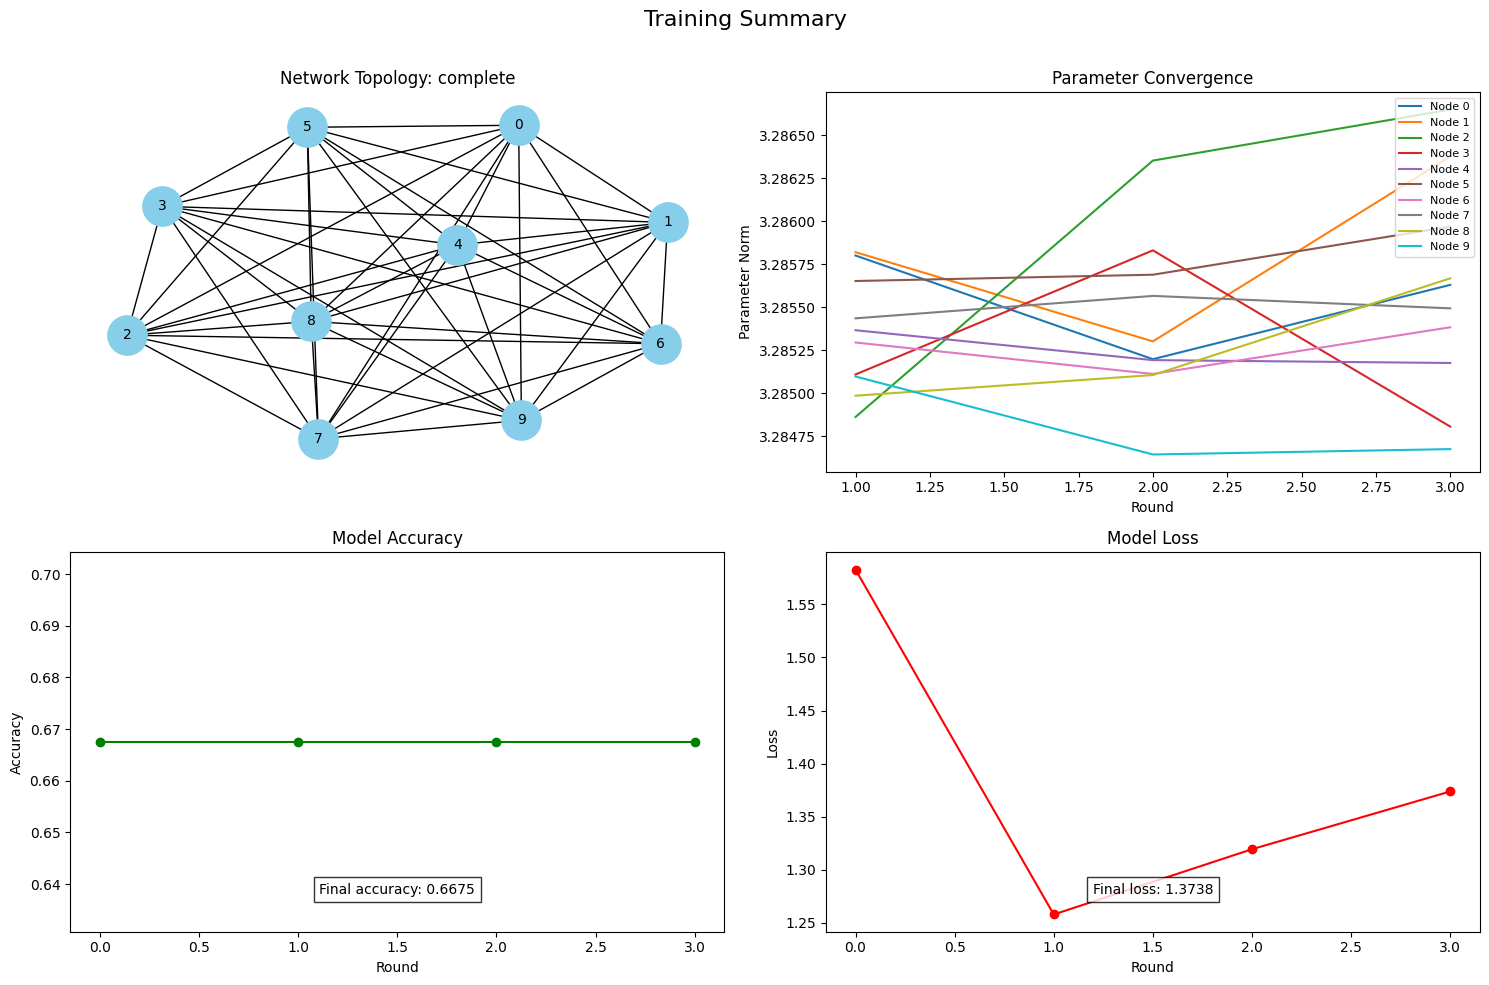 Training Summary
Network Topology: complete
5
0
3
1
4
8
2
6
9
7
Parameter Convergence
Parameter Norm
3.28650
3.28625
3.28600
3.28575
3.28550
3.28525
3.28500
3.28475
Node 0
Node 1
Node 2
Node 3
Node 4
Node 5
Node 6
Node 7
Node 8
Node 9
1.00 1.25 1.50 1.75 2.00 2.25 2.50 2.75 3.00
Round
Model Accuracy
Accuracy
0.70
0.69
0.68
0.67
0.66
0.65
0.64
Final accuracy: 0.6675
0.0 0.5 1.0 1.5 2.0 2.5 3.0
Round
Model Loss
Loss
1.55
1.50
1.45
1.40
1.35
1.30
1.25
Final loss: 1.3738
0.0 0.5 1.0 1.5 2.0 2.5 3.0
Round